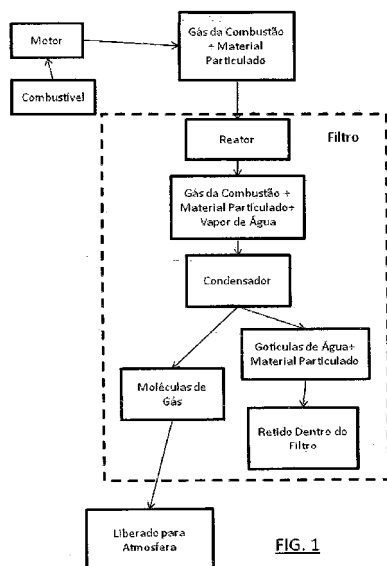 Motor
Gás da Combustão
+ Material
Particulado
Combustível
Filtro
Reator
Gás da Combustão +
Material Particulado+
Vapor de Água
Condensador
Gotículas de Água+
Material Particulado
Moléculas de
Gás
Retido Dentro do
Filtro
Liberado para
Atmosfera
FIG. 1